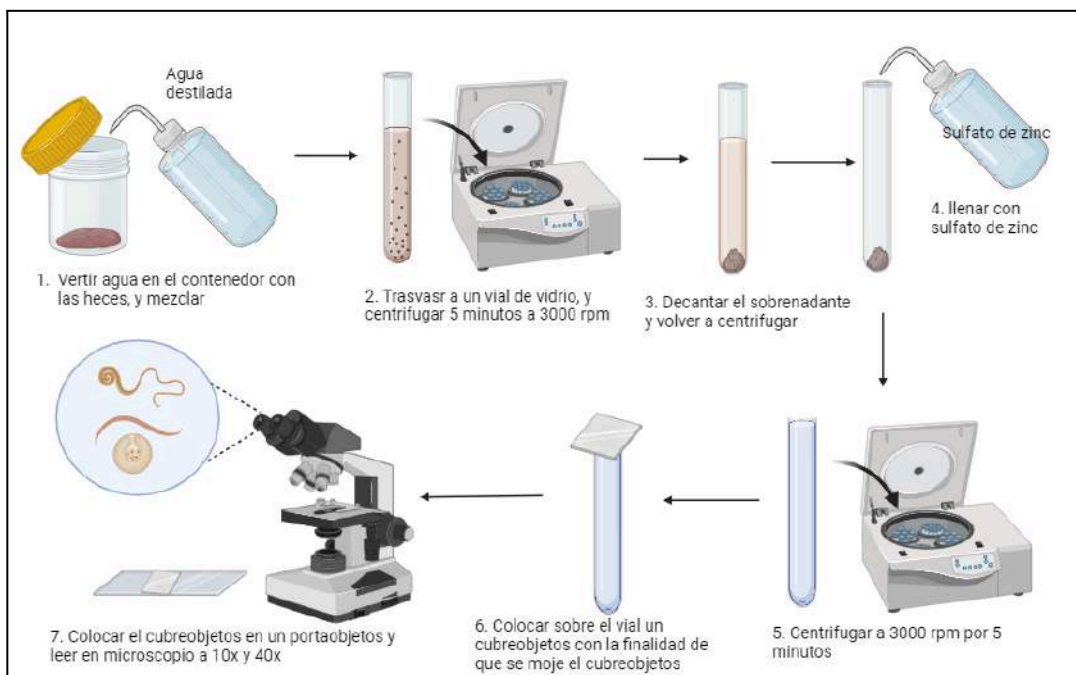 Agua
destilada
1. Vertir agua en el contenedor con
las heces, y mezclar
2. Trasvasr a un vial de vidrio, y
centrifugar 5 minutos a 3000 rpm
3. Decantar el sobrenadante
y volver a centrifugar
Sulfato de zinc
4. llenar con
sulfato de zinc
5. Centrifugar a 3000 rpm por 5
minutos
6. Colocar sobre el vial un
cubreobjetos con la finalidad de
que se moje el cubreobjetos
7. Colocar el cubreobjetos en un portaobjetos y
leer en microscopio a 10x y 40x